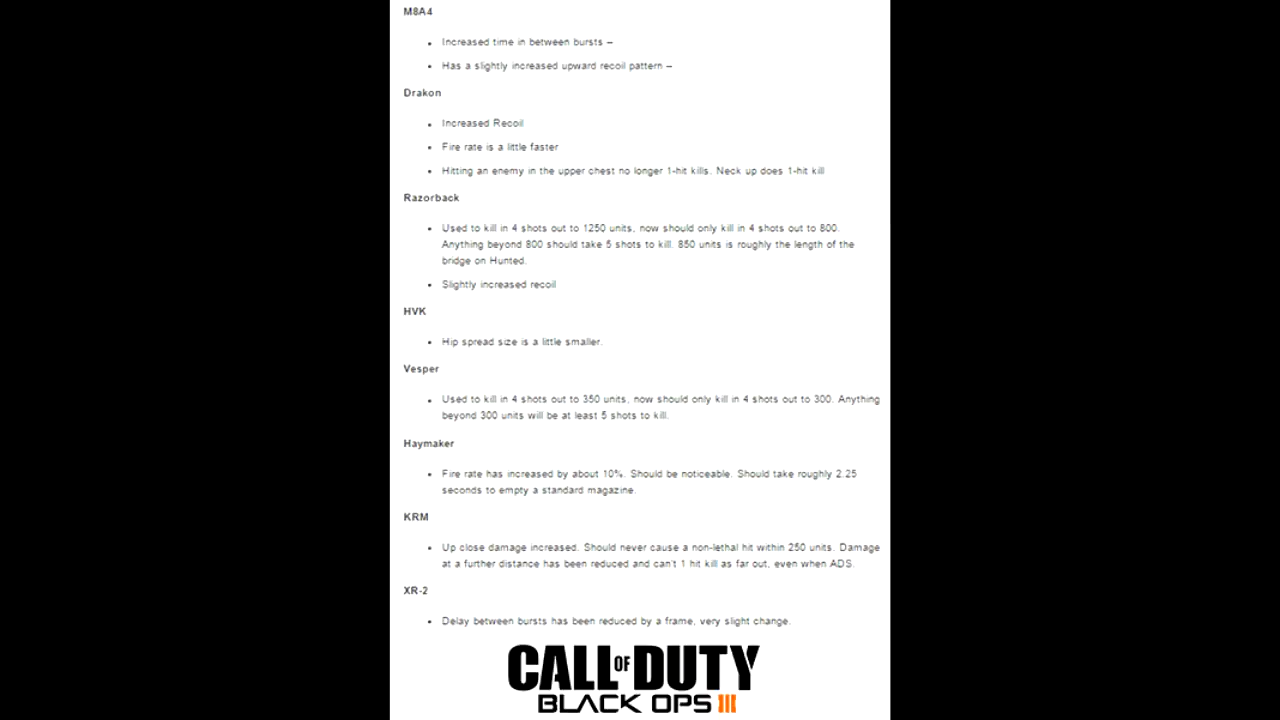 M8A4
• Increased time in between bursts –
• Has a slightly increased upward recoil pattern –
Drakon
• Increased Recoil
• Fire rate is a little faster
• Hitting an enemy in the upper chest no longer 1-hit kills. Neck up does 1-hit kill
Razorback
• Used to kill in 4 shots out to 1250 units, now should only kill in 4 shots out to 800.
Anything beyond 800 should take 5 shots to kill. 850 units is roughly the length of the
bridge on Hunted.
• Slightly increased recoil
HVK
• Hip spread size is a little smaller.
Vesper
• Used to kill in 4 shots out to 350 units, now should only kill in 4 shots out to 300. Anything
beyond 300 units will be at least 5 shots to kill.
Haymaker
• Fire rate has increased by about 10%. Should be noticeable. Should take roughly 2.25
seconds to empty a standard magazine.
KRM
• Up close damage increased. Should never cause a non-lethal hit within 250 units. Damage
at a further distance has been reduced and can't 1 hit kill as far out, even when ADS.
XR-2
• Delay between bursts has been reduced by a frame, very slight change.
CALL OF DUTY
BLACK OPS III